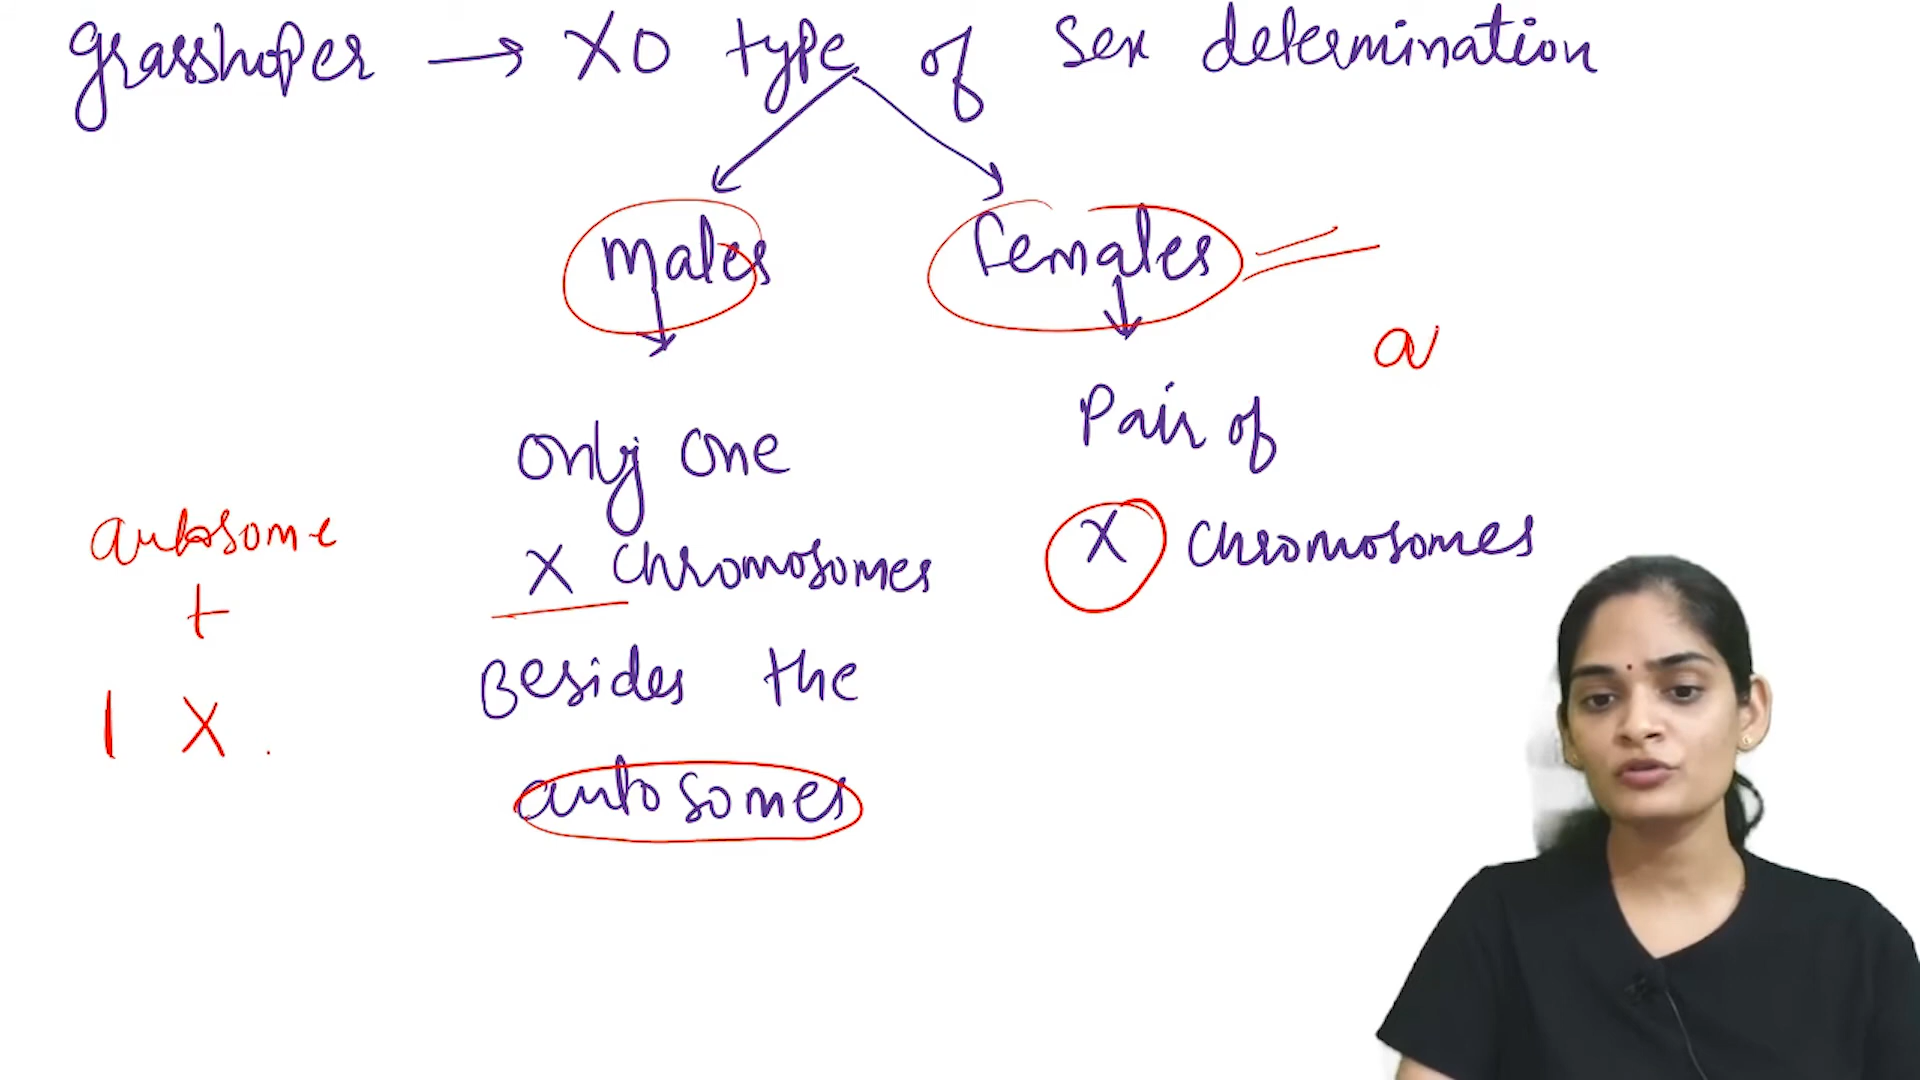 grasshoper → XO type of sex determination
males females
a
only one
X chromosomes
Besides the
autosomes
Pair of
X chromosomes
autosome
+
1 X .